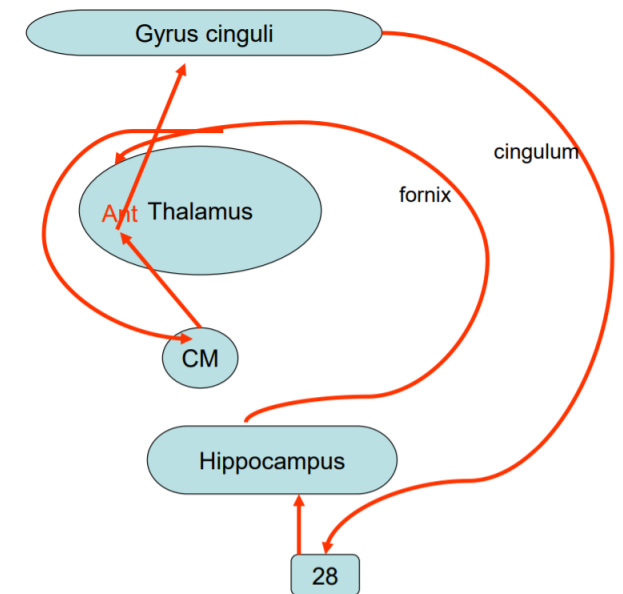 Gyrus cinguli
cingulum
fornix
Ant Thalamus
CM
Hippocampus
28